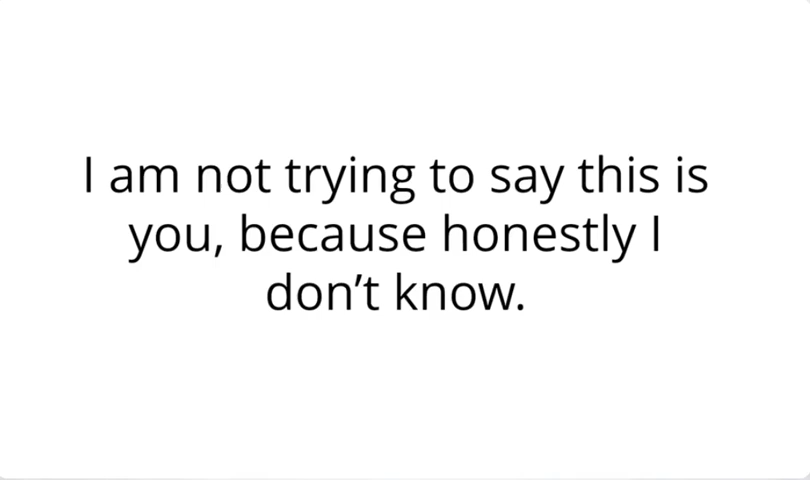 I am not trying to say this is
you, because honestly I
don’t know.